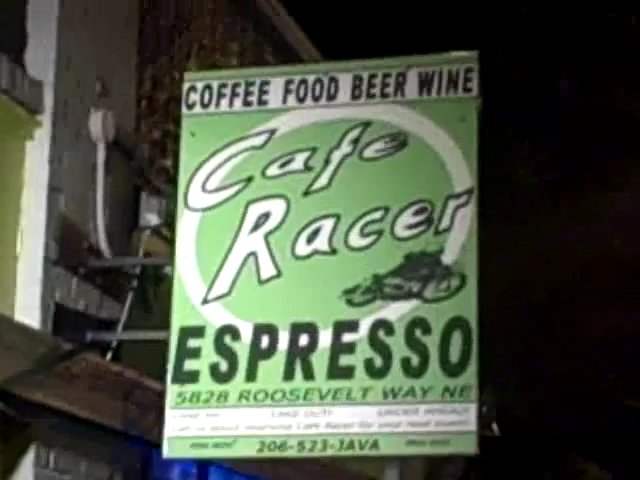 COFFEE FOOD BEER WINE
Cafe
Racer
ESPRESSO
5828 ROOSEVELT WAY NE
206-523-JAVA